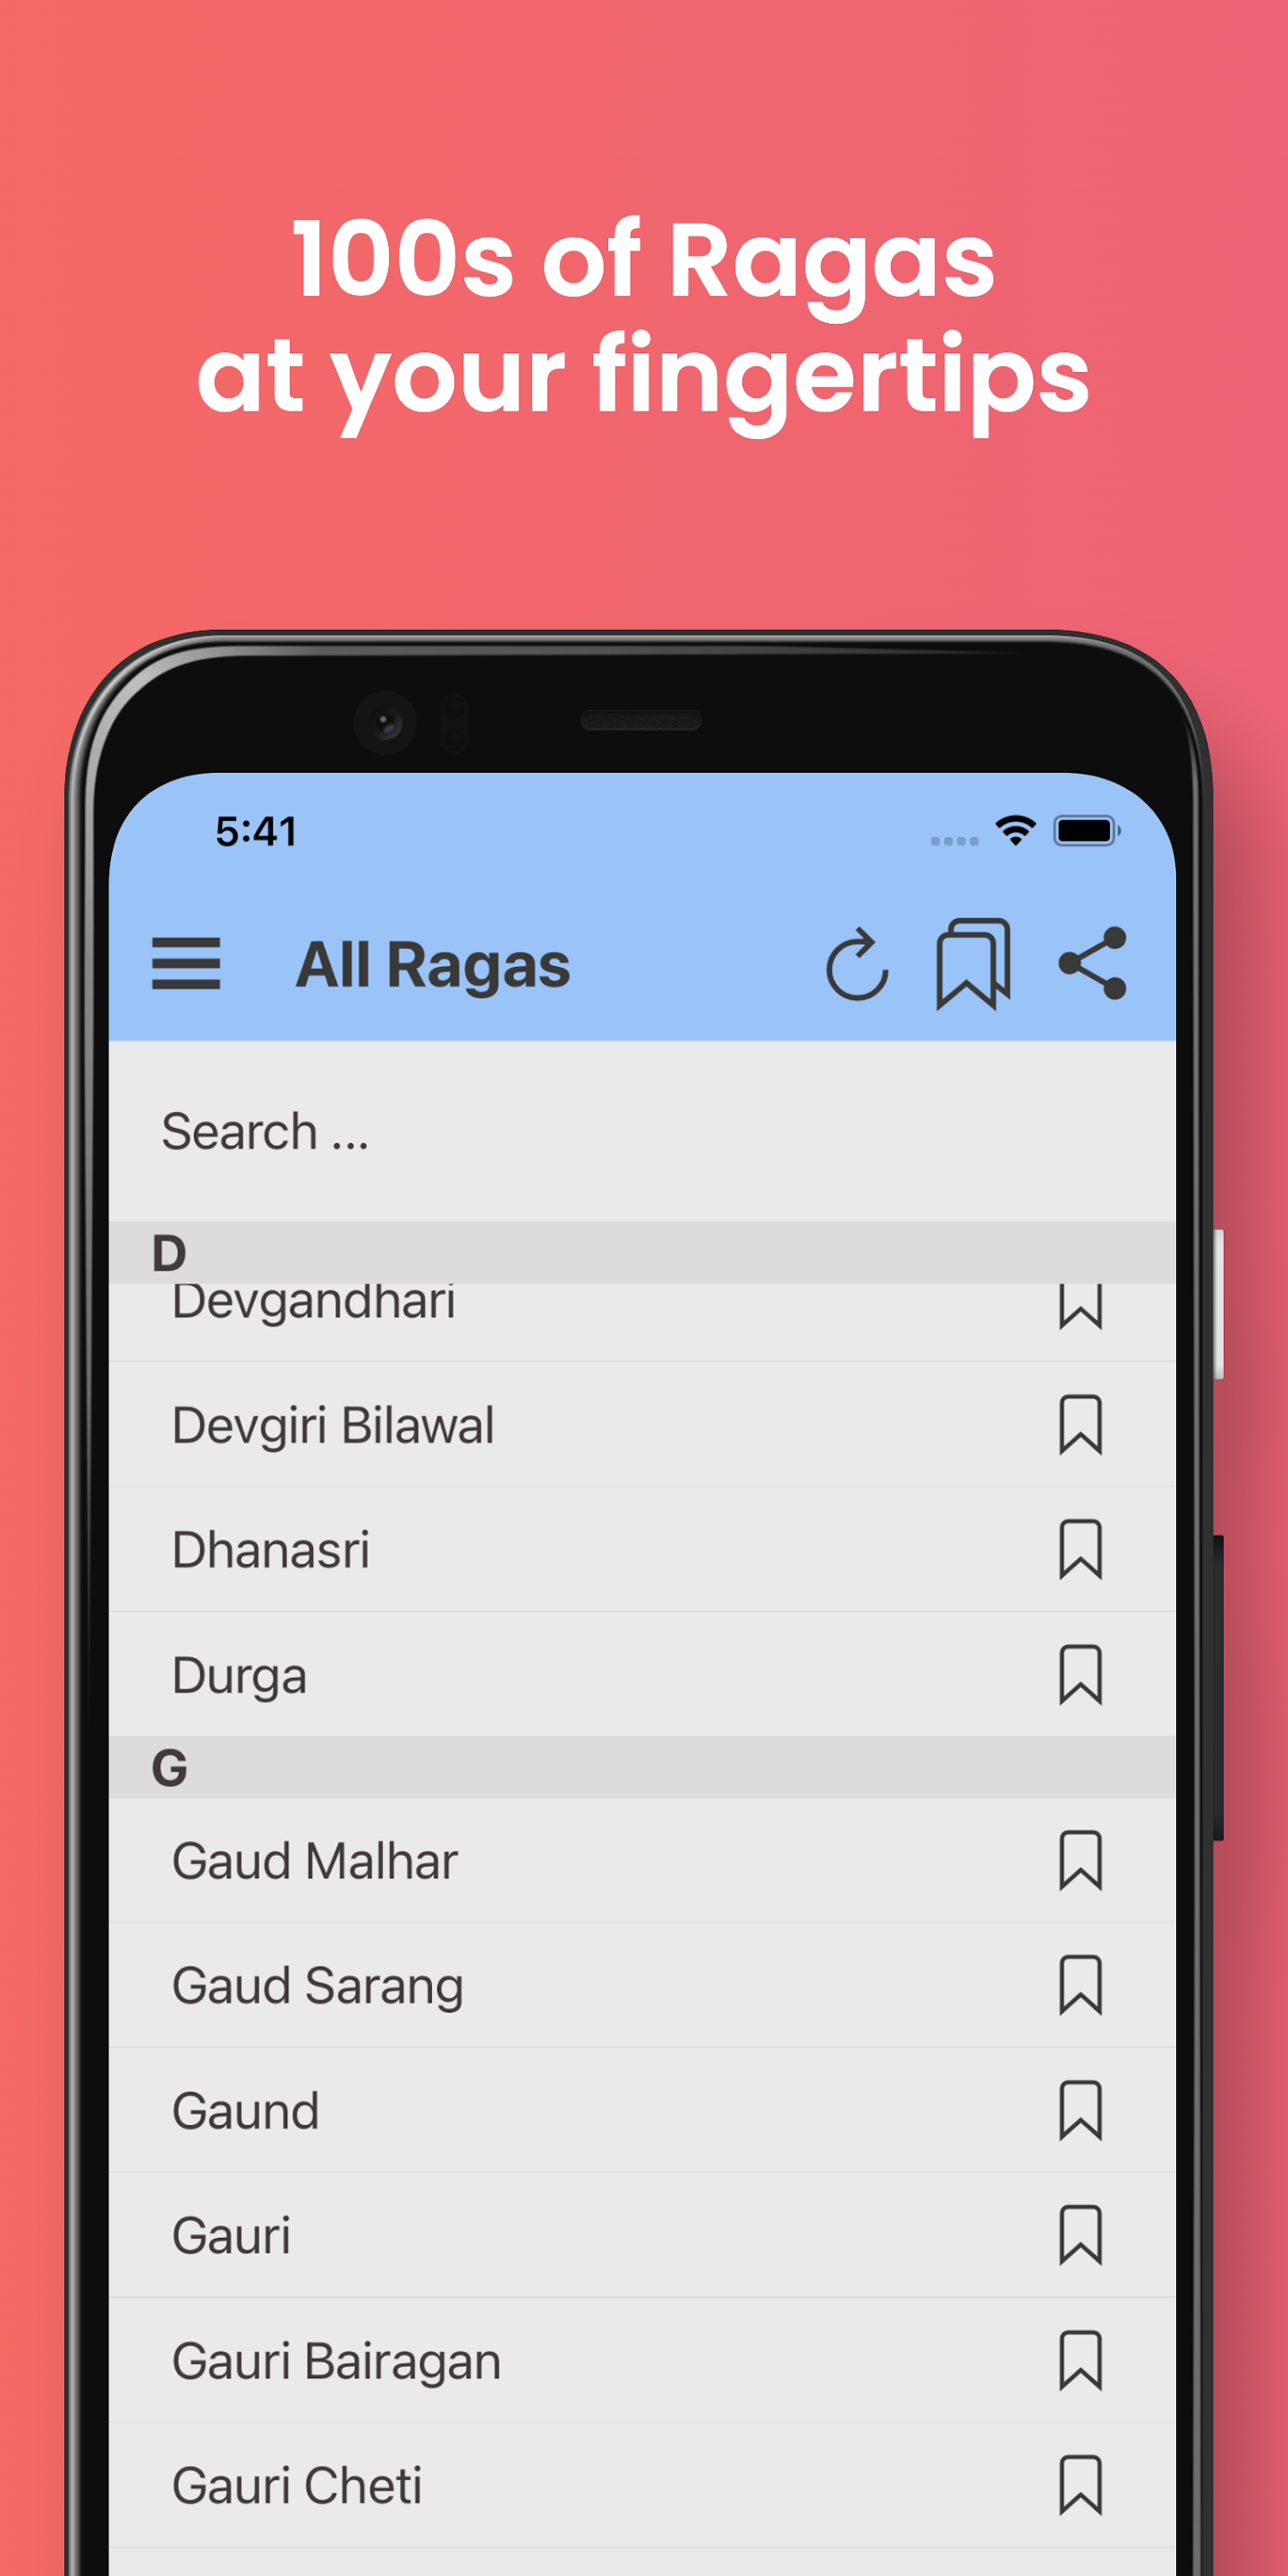 100s of Ragas
at your fingertips
5:41
All Ragas
Search ...
D
Devgandhari
Devgiri Bilawal
Dhanasri
Durga
G
Gaud Malhar
Gaud Sarang
Gaund
Gauri
Gauri Bairagan
Gauri Cheti